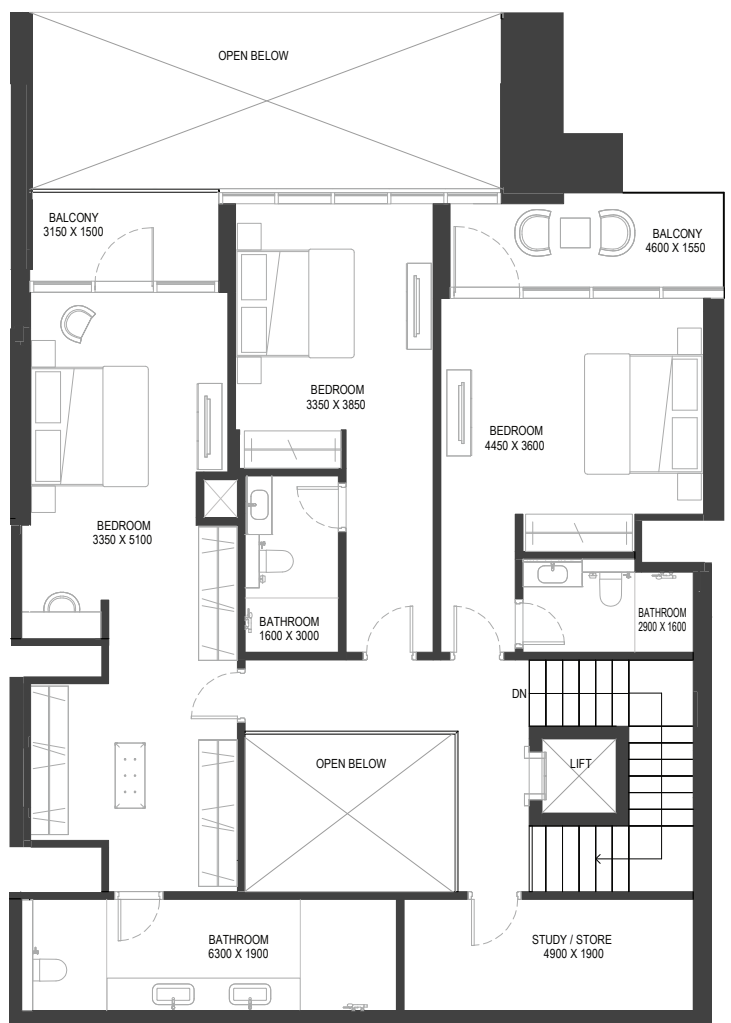 OPEN BELOW
BALCONY
3150 X 1500
BALCONY
4600 X 1550
BEDROOM
3350 X 3850
BEDROOM
4450 X 3600
BEDROOM
3350 X 5100
BATHROOM
1600 X 3000
BATHROOM
2900 X 1600
DN
OPEN BELOW
LIFT
BATHROOM
6300 X 1900
STUDY / STORE
4900 X 1900